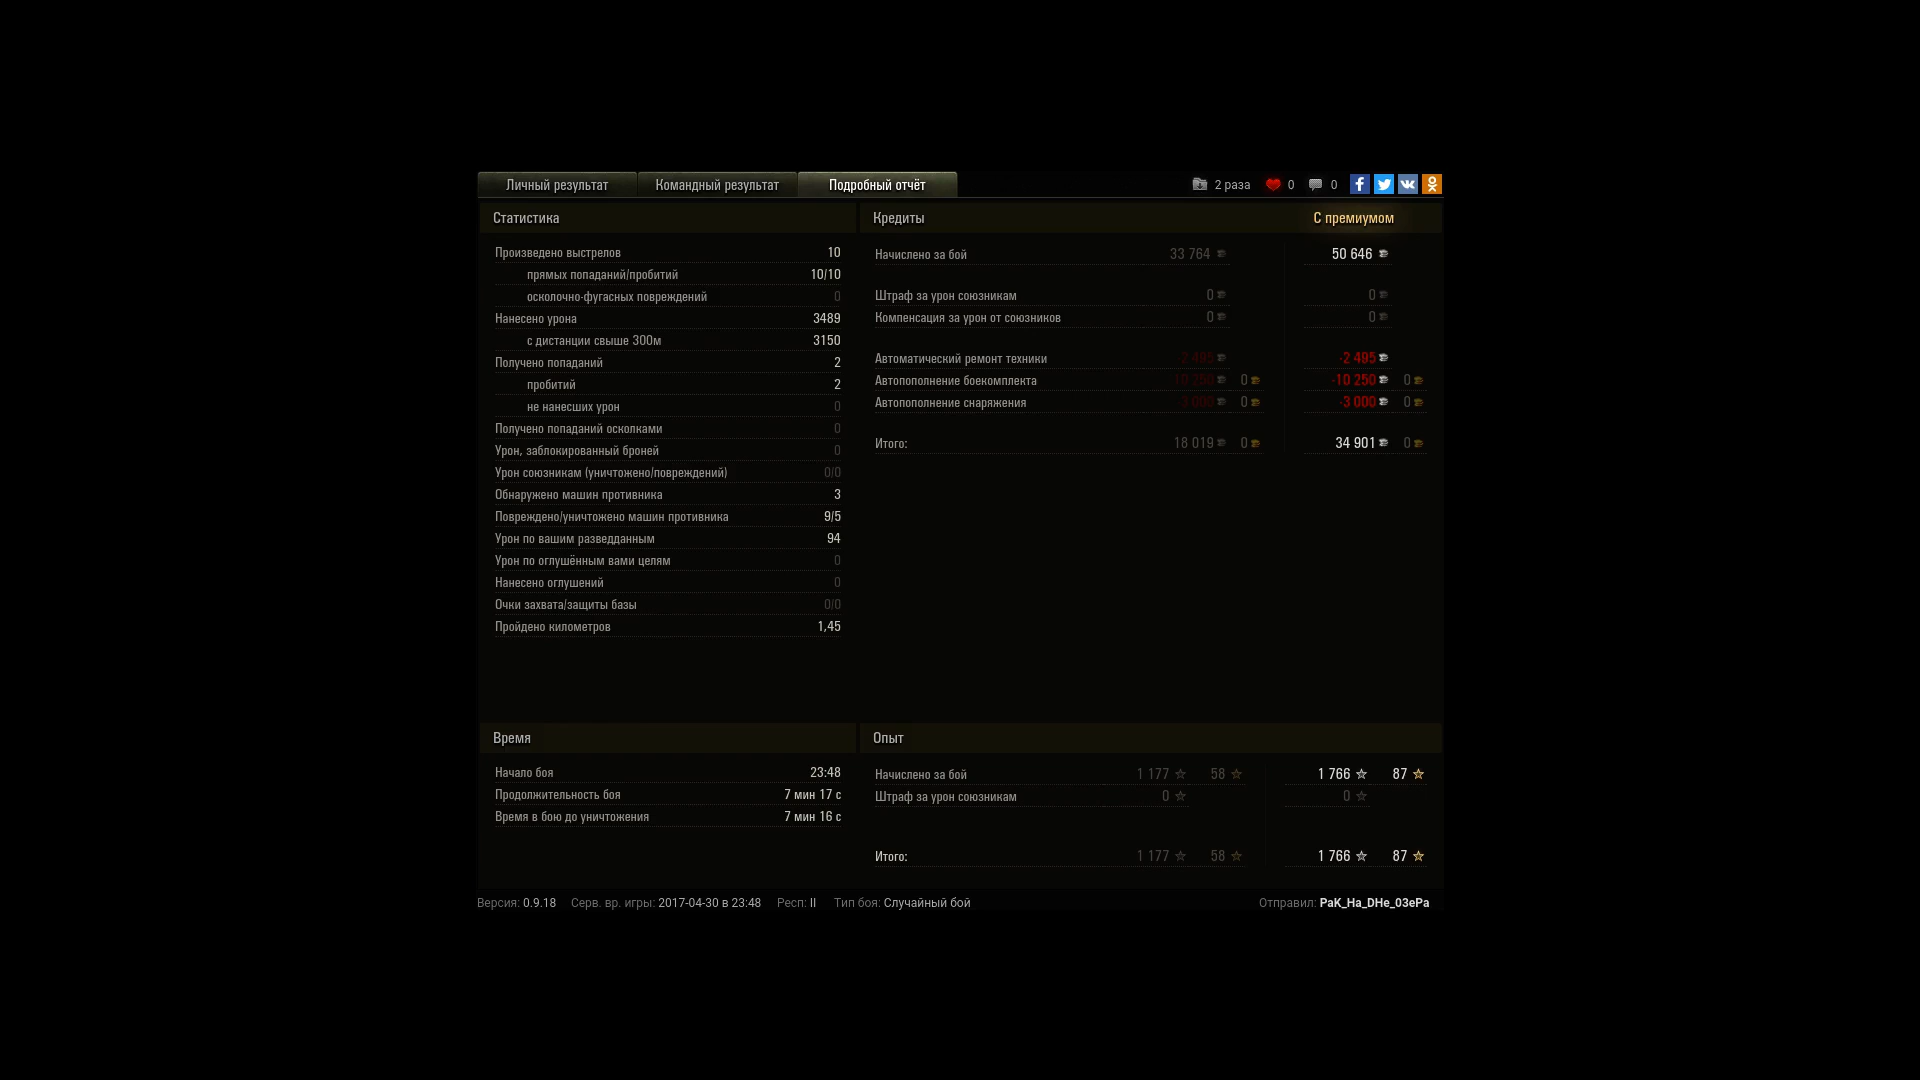 Личный результат Командный результат Подробный отчёт 2 раза 0 0
Статистика
Произведено выстрелов 10
прямых попаданий/пробитий 10/10
осколочно-фугасных повреждений 0
Нанесено урона 3489
с дистанции свыше 300м 3150
Получено попаданий 2
пробитий 2
не нанесших урон 0
Получено попаданий осколками 0
Урон, заблокированный броней 0
Урон союзникам (уничтожено/повреждений) 0/0
Обнаружено машин противника 3
Повреждено/уничтожено машин противника 9/5
Урон по вашим разведданным 94
Урон по оглушённым вами целям 0
Нанесено оглушений 0
Очки захвата/защиты базы 0/0
Пройдено километров 1,45
Кредиты С премиумом
Начислено за бой 33 764 50 646
Штраф за урон союзникам 0 0
Компенсация за урон от союзников 0 0
Автоматический ремонт техники -2 495 -2 495
Автопополнение боекомплекта -10 250 0 -10 250 0
Автопополнение снаряжения -3 000 0 -3 000 0
Итого: 18 019 0 34 901 0
Время
Начало боя 23:48
Продолжительность боя 7 мин 17 с
Время в бою до уничтожения 7 мин 16 с
Опыт
Начислено за бой 1 177 58 1 766 87
Штраф за урон союзникам 0 0
Итого: 1 177 58 1 766 87
Версия: 0.9.18 Серв. вр. игры: 2017-04-30 в 23:48 Респ: II Тип боя: Случайный бой Отправил: PaK_Ha_DHe_03ePa